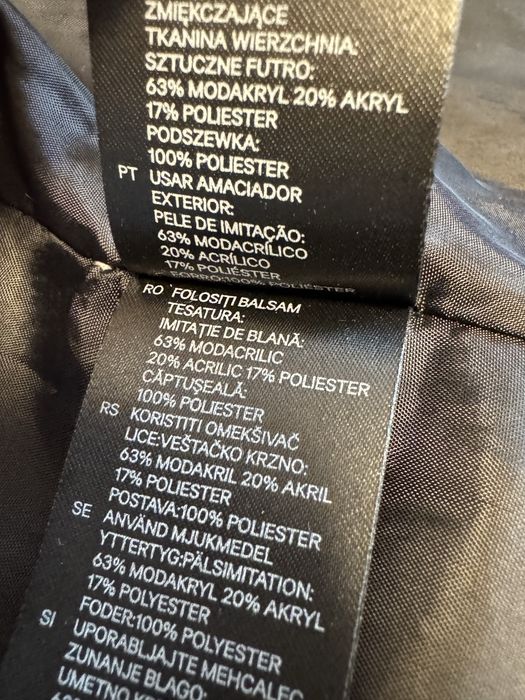 ZMIĘKCZAJĄCE
TKANINA WIERZCHNIA:
SZTUCZNE FUTRO:
63% MODAKRYL 20% AKRYL
17% POLIESTER
PODSZEWKA:
100% POLIESTER
PT USAR AMACIADOR
EXTERIOR:
PELE DE IMITAÇÃO:
63% MODACRÍLICO
20% ACRÍLICO
17% POLIÉSTER
FORRO:100% POLIÉSTER
RO FOLOSIȚI BALSAM
TESATURA:
IMITAȚIE DE BLANĂ:
63% MODACRILIC
20% ACRILIC 17% POLIESTER
CĂPTUȘEALĂ:
100% POLIESTER
RS KORISTITI OMEKŠIVAČ
LICE:VEŠTAČKO KRZNO:
63% MODAKRIL 20% AKRIL
17% POLIESTER
POSTAVA:100% POLIESTER
SE ANVÄND MJUKMEDEL
YTTERTYG:PÄLSIMITATION:
63% MODAKRYL 20% AKRYL
17% POLYESTER
FODER:100% POLYESTER
SI UPORABLJAJTE MEHČALEC
ZUNANJE BLAGO:
UMETNO